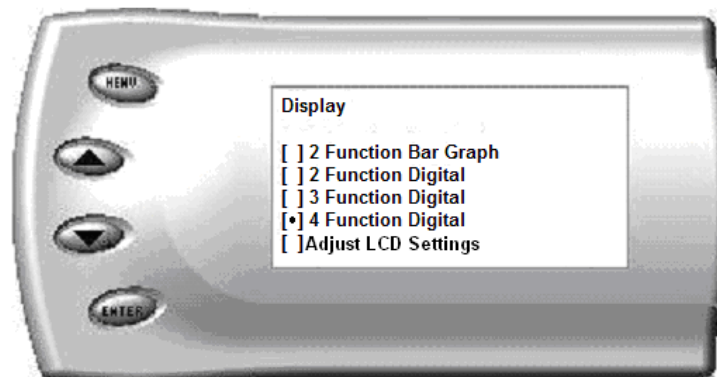 MENU
Display
[ ] 2 Function Bar Graph
[ ] 2 Function Digital
[ ] 3 Function Digital
[•] 4 Function Digital
[ ]Adjust LCD Settings
ENTER